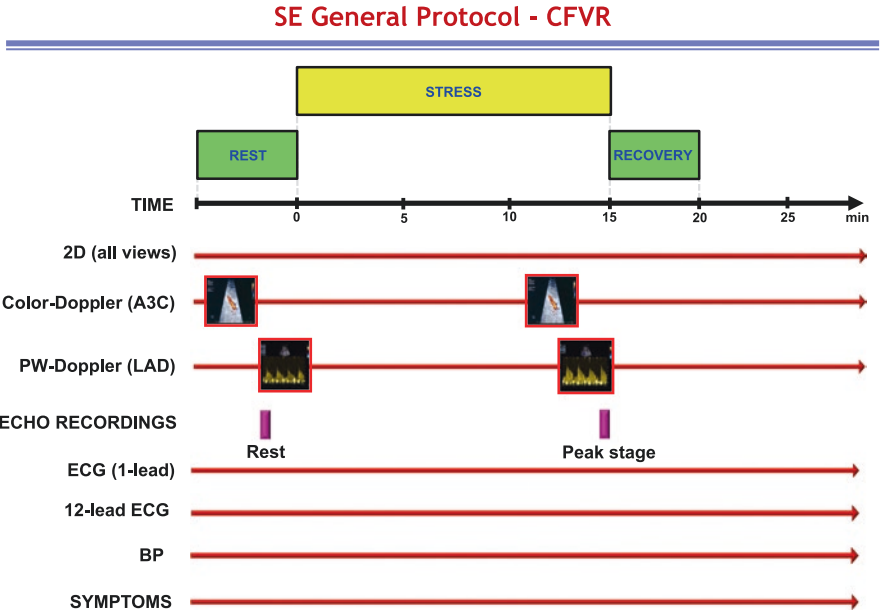 SE General Protocol - CFVR
STRESS
REST
RECOVERY
TIME
0
5
10
15
20
25
min
2D (all views)
Color-Doppler (A3C)
PW-Doppler (LAD)
ECHO RECORDINGS
Rest
Peak stage
ECG (1-lead)
12-lead ECG
BP
SYMPTOMS